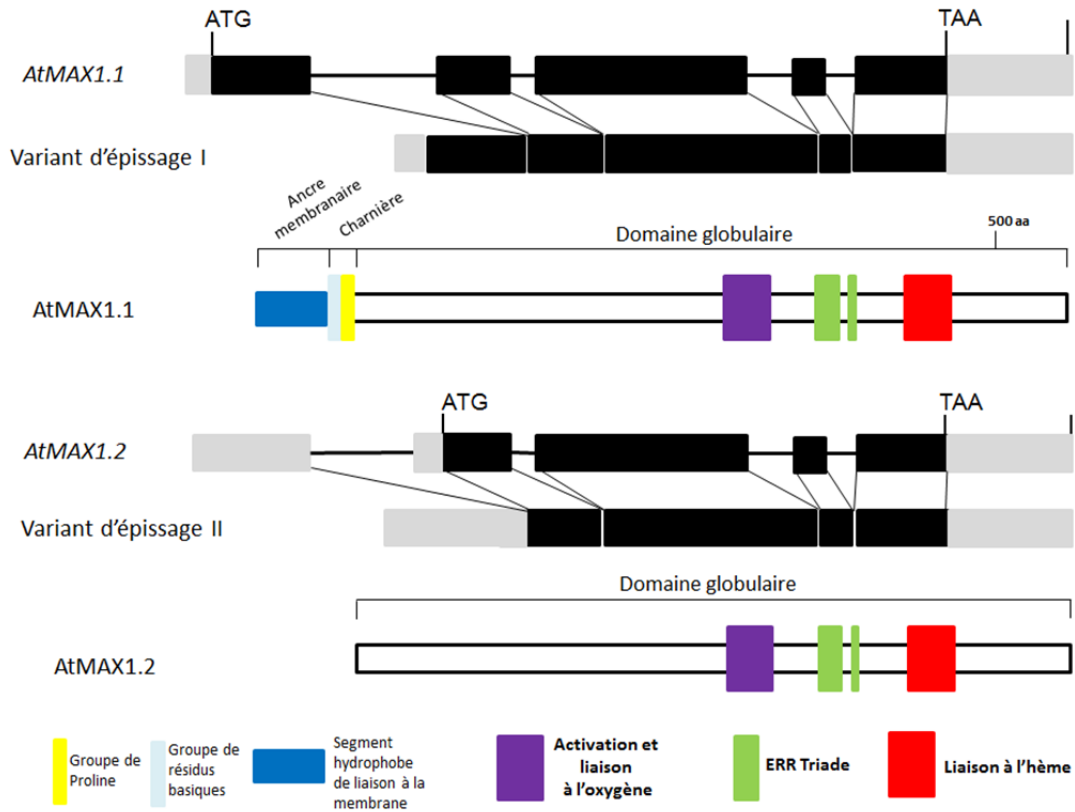 ATG
TAA
AtMAX1.1
Variant d'épissage I
Ancre
membranaire
Charnière
Domaine globulaire
500 aa
AtMAX1.1
ATG
TAA
AtMAX1.2
Variant d'épissage II
Domaine globulaire
AtMAX1.2
Groupe de
Proline
Groupe de
résidus
basiques
Segment
hydrophobe
de liaison à la
membrane
Activation et
liaison
à l'oxygène
ERR Triade
Liaison à l'hème